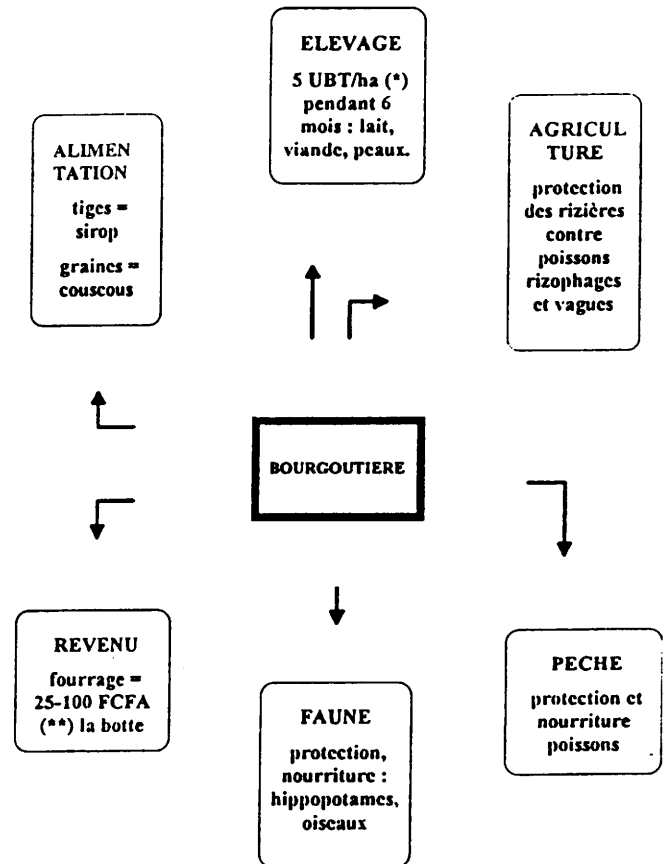 ELEVAGE
5 UBT/ha (*)
pendant 6
mois : lait,
viande, peaux.
ALIMEN
TATION
tiges =
sirop
graines =
couscous
AGRICUL
TURE
protection
des rizières
contre
poissons
rizophages
et vagues
BOURGOUTIERE
REVENU
fourrage =
25-100 FCFA
(**) la botte
FAUNE
protection,
nourriture :
hippopotames,
oiseaux
PECHE
protection et
nourriture
poissons